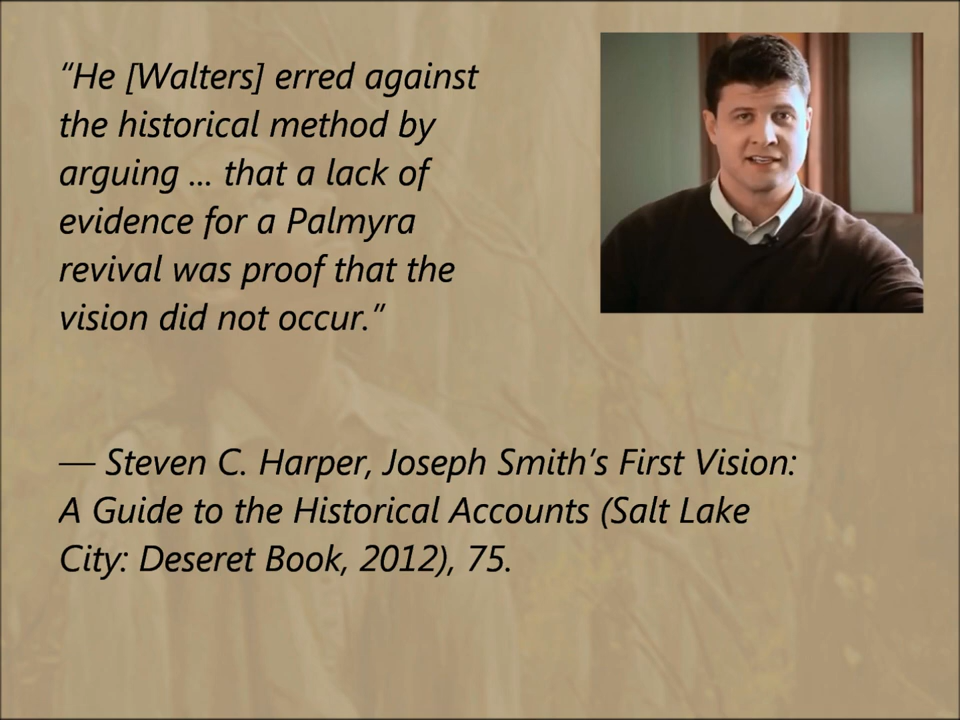 “He [Walters] erred against
the historical method by
arguing ... that a lack of
evidence for a Palmyra
revival was proof that the
vision did not occur.”
— Steven C. Harper, Joseph Smith’s First Vision:
A Guide to the Historical Accounts (Salt Lake
City: Deseret Book, 2012), 75.